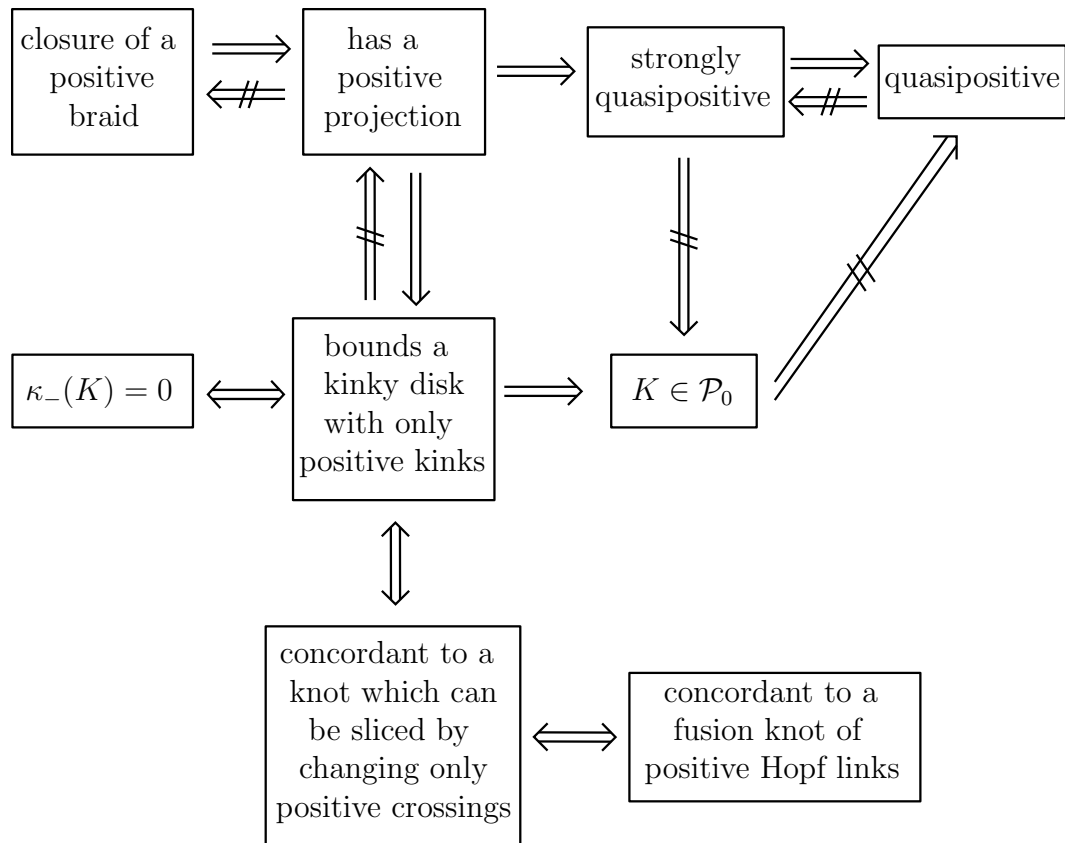 closure of a
positive
braid
has a
positive
projection
strongly
quasipositive
quasipositive
κ₋(K) = 0
bounds a
kinky disk
with only
positive kinks
K ∈ 𝒫₀
concordant to a
knot which can
be sliced by
changing only
positive crossings
concordant to a
fusion knot of
positive Hopf links